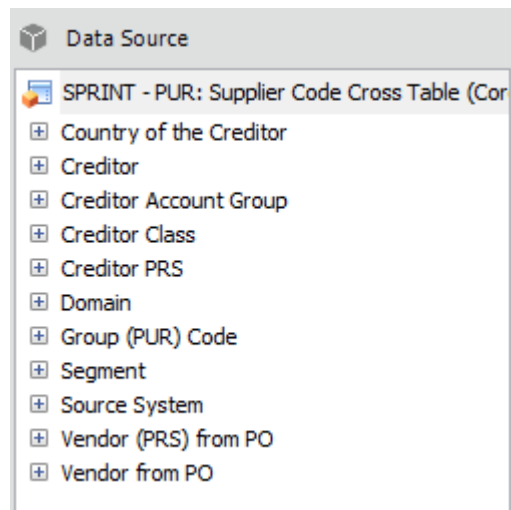 Data Source
SPRINT - PUR: Supplier Code Cross Table (Cor
Country of the Creditor
Creditor
Creditor Account Group
Creditor Class
Creditor PRS
Domain
Group (PUR) Code
Segment
Source System
Vendor (PRS) from PO
Vendor from PO